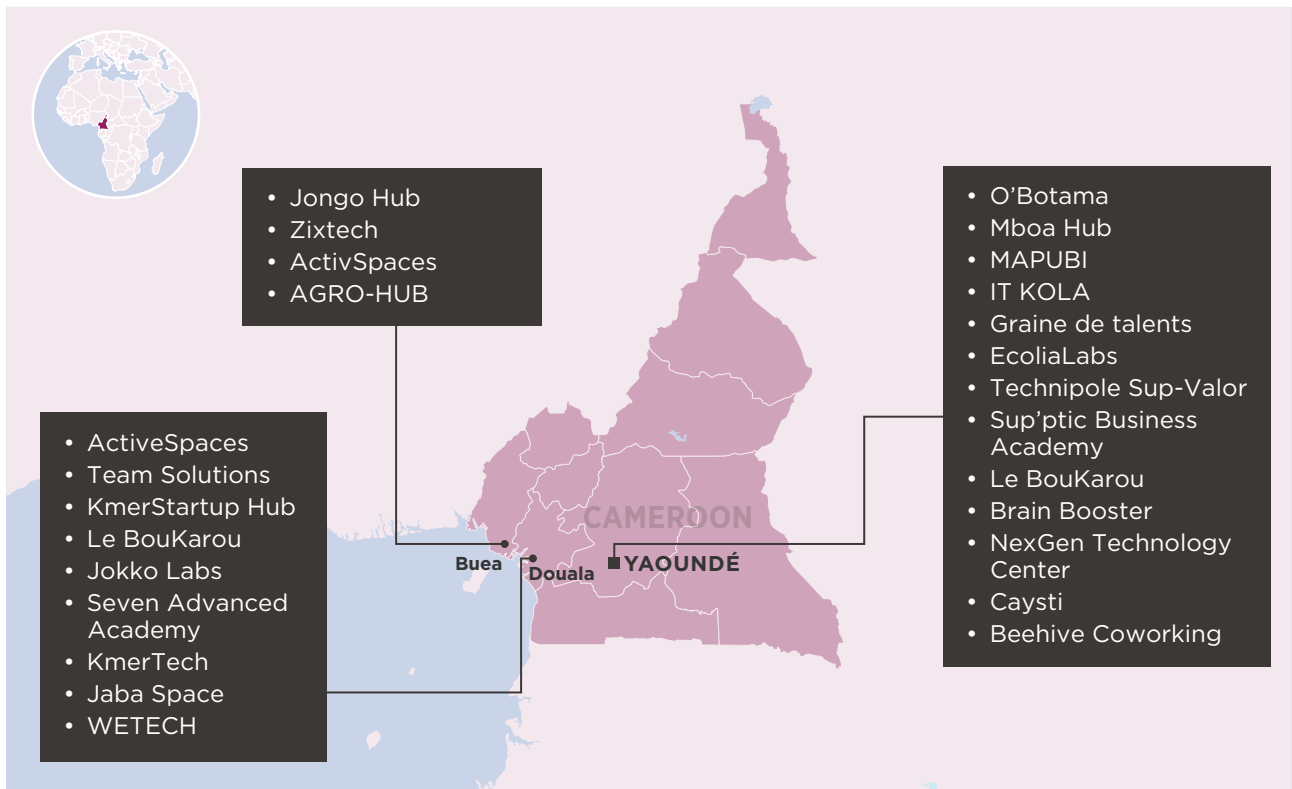 • Jongo Hub
• Zixtech
• ActivSpaces
• AGRO-HUB
• ActiveSpaces
• Team Solutions
• KmerStartup Hub
• Le BouKarou
• Jokko Labs
• Seven Advanced
Academy
• KmerTech
• Jaba Space
• WETECH
• O’Botama
• Mboa Hub
• MAPUBI
• IT KOLA
• Graine de talents
• EcoliaLabs
• Technipole Sup-Valor
• Sup’ptic Business
Academy
• Le BouKarou
• Brain Booster
• NexGen Technology
Center
• Caysti
• Beehive Coworking
CAMEROON
Buea
Douala
YAOUNDÉ